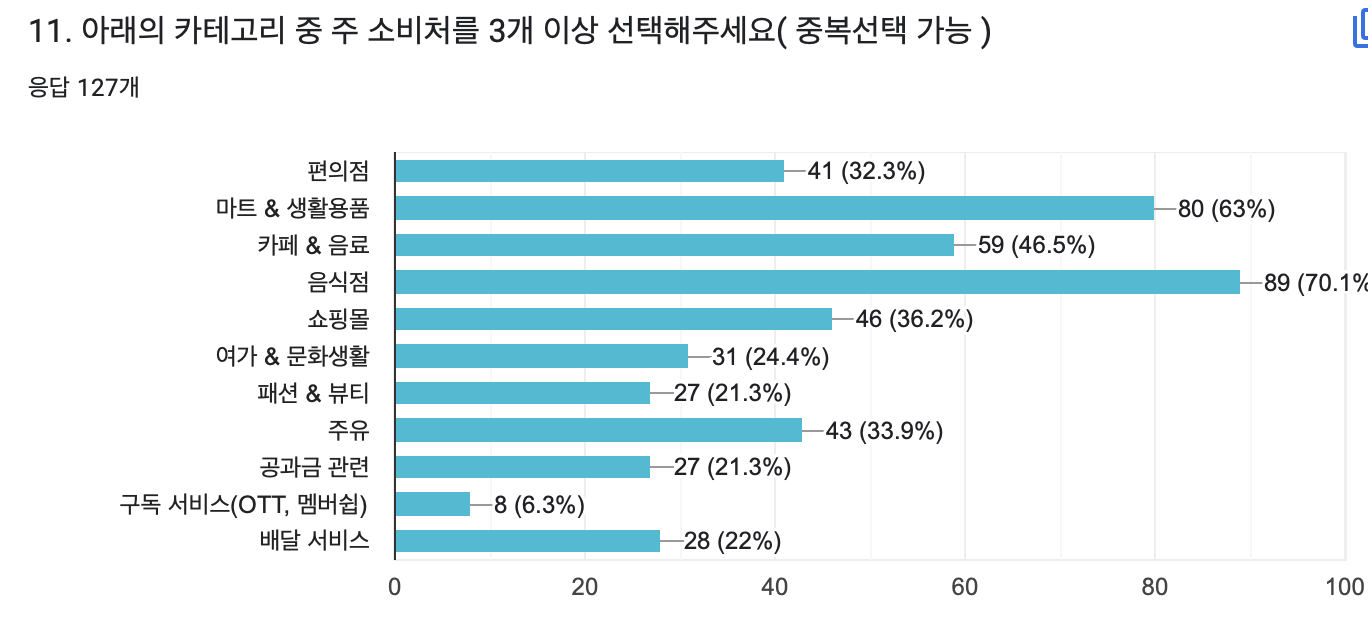 11. 아래의 카테고리 중 주 소비처를 3개 이상 선택해주세요( 중복선택 가능 )
응답 127개
편의점 41 (32.3%)
마트 & 생활용품 80 (63%)
카페 & 음료 59 (46.5%)
음식점 89 (70.1%
쇼핑몰 46 (36.2%)
여가 & 문화생활 31 (24.4%)
패션 & 뷰티 27 (21.3%)
주유 43 (33.9%)
공과금 관련 27 (21.3%)
구독 서비스(OTT, 멤버쉽) 8 (6.3%)
배달 서비스 28 (22%)
0 20 40 60 80 100